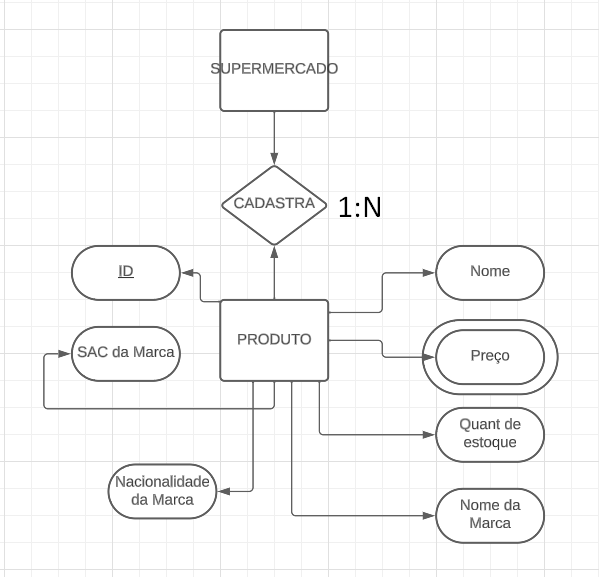 SUPERMERCADO
CADASTRA
1:N
ID
Nome
SAC da Marca
PRODUTO
Preço
Quant de
estoque
Nacionalidade
da Marca
Nome da
Marca